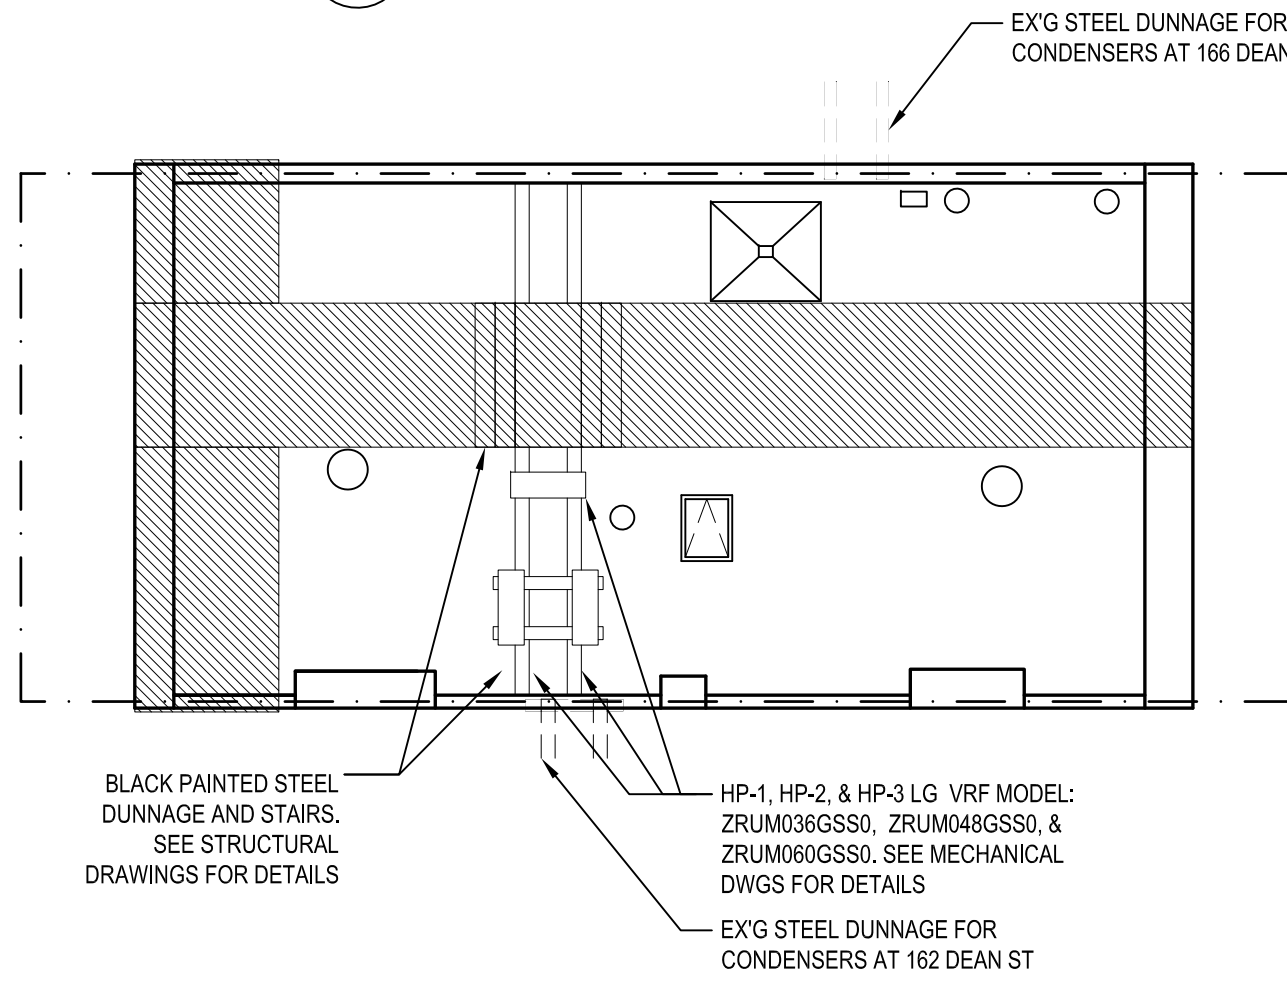 EX'G STEEL DUNNAGE FOR
CONDENSERS AT 166 DEAN
BLACK PAINTED STEEL
DUNNAGE AND STAIRS.
SEE STRUCTURAL
DRAWINGS FOR DETAILS
HP-1, HP-2, & HP-3 LG VRF MODEL:
ZRUM036GSS0, ZRUM048GSS0, &
ZRUM060GSS0. SEE MECHANICAL
DWGS FOR DETAILS
EX'G STEEL DUNNAGE FOR
CONDENSERS AT 162 DEAN ST